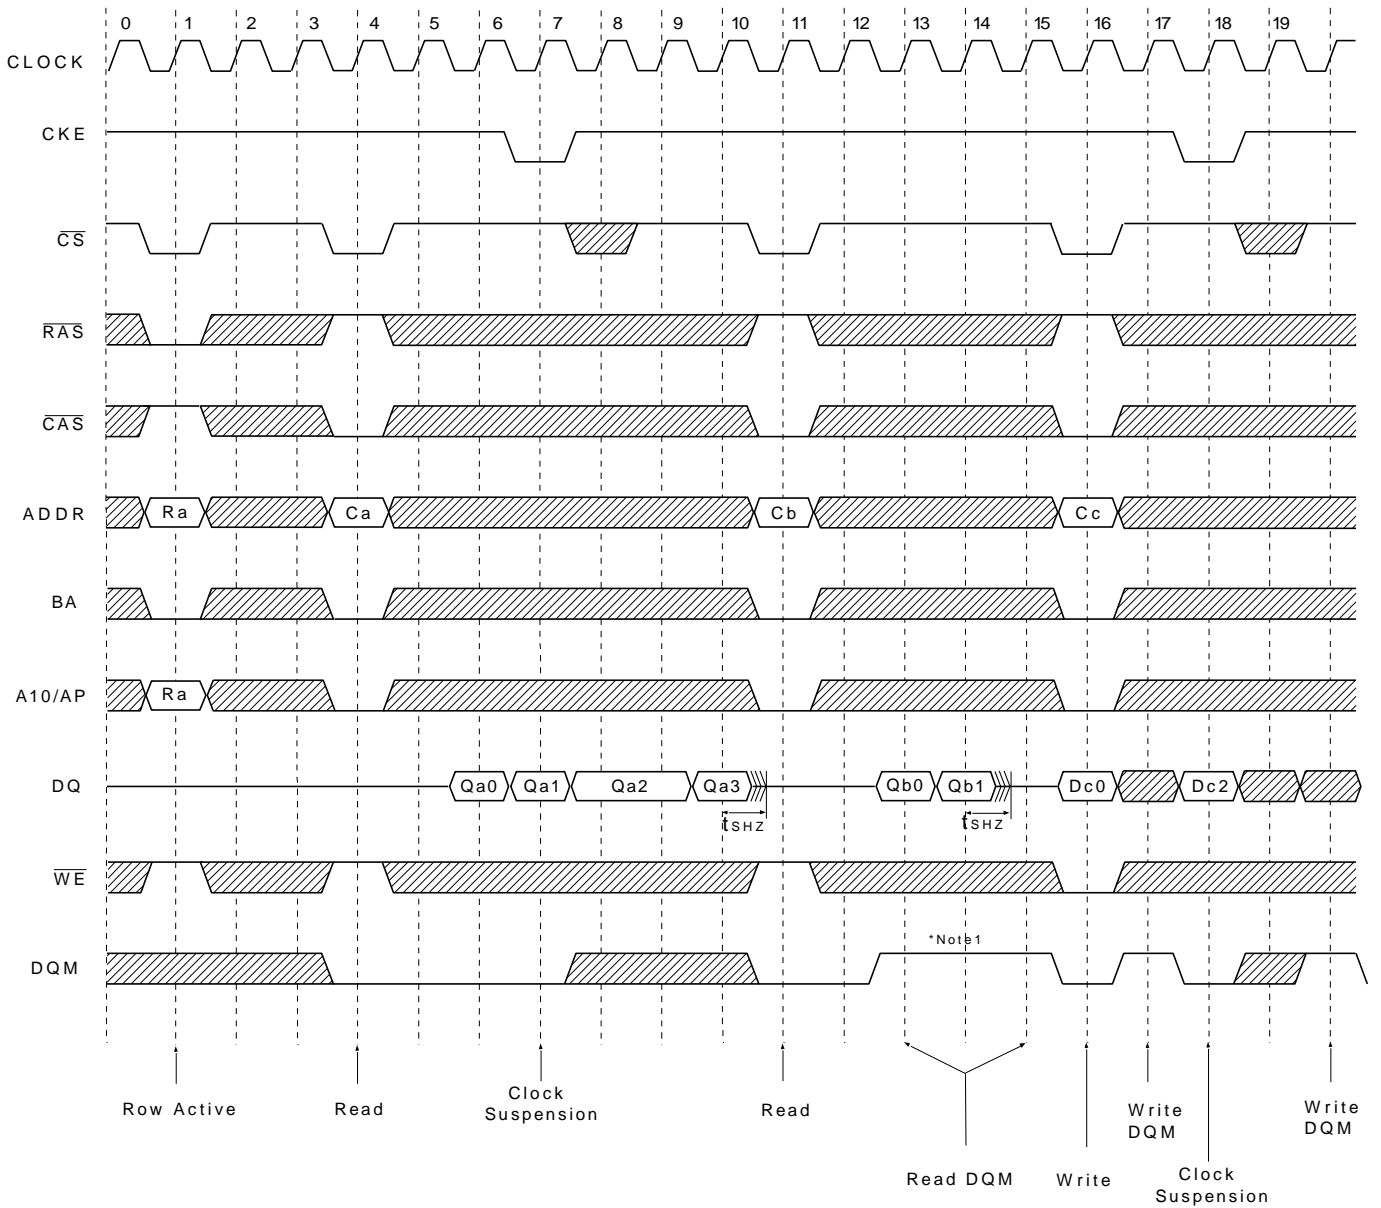 0 1 2 3 4 5 6 7 8 9 10 11 12 13 14 15 16 17 18 19
CLOCK
CKE
CS
RAS
CAS
ADDR Ra Ca Cb Cc
BA
A10/AP Ra
DQ Qa0 Qa1 Qa2 Qa3 Qb0 Qb1 Dc0 Dc2
tSHZ tSHZ
WE
*Note1
DQM
Row Active
Read
Clock
Suspension
Read
Read DQM
Write
Write
DQM
Clock
Suspension
Write
DQM